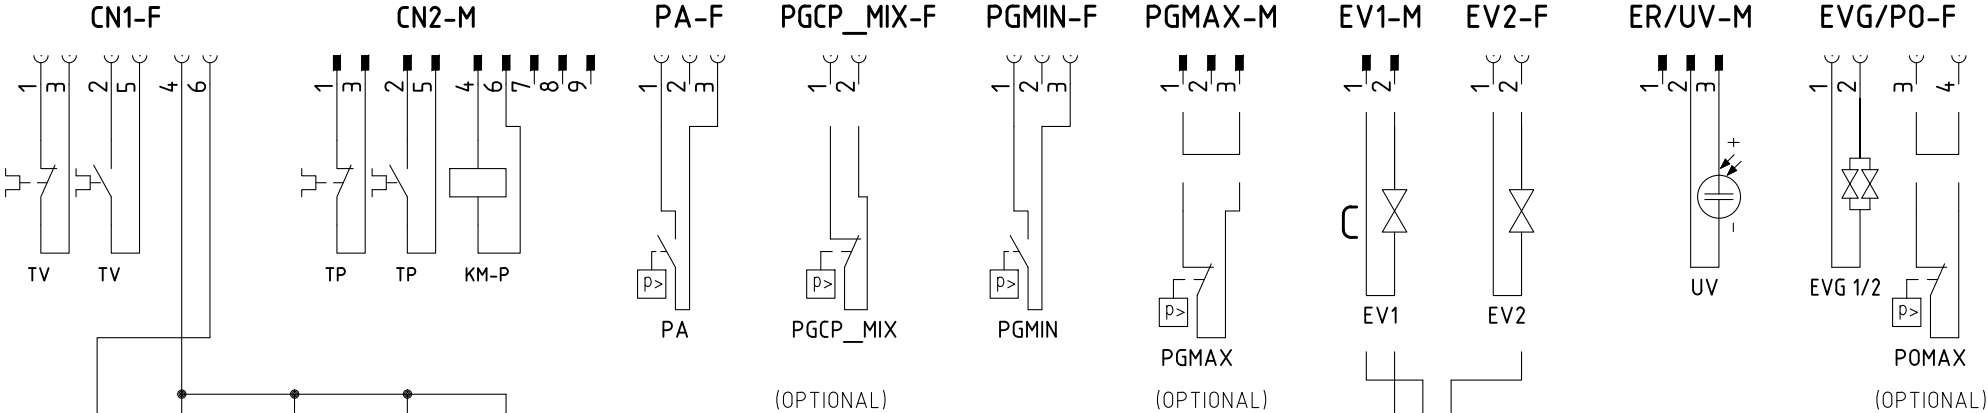 CN1-F CN2-M PA-F PGCP_MIX-F PGMIN-F PGMAX-M EV1-M EV2-F ER/UV-M EVG/PO-F
1 3 2 5 4 6 1 3 2 5 4 6 7 8 9 1 2 3 1 2 1 2 3 1 2 3 1 2 1 2 1 2 3 1 2 3 4
+
C
-
TV TV TP TP KM-P
p> p> p> p> p>
UV EVG 1/2
PA PGCP_MIX PGMIN EV1 EV2
PGMAX POMAX
(OPTIONAL) (OPTIONAL) (OPTIONAL)